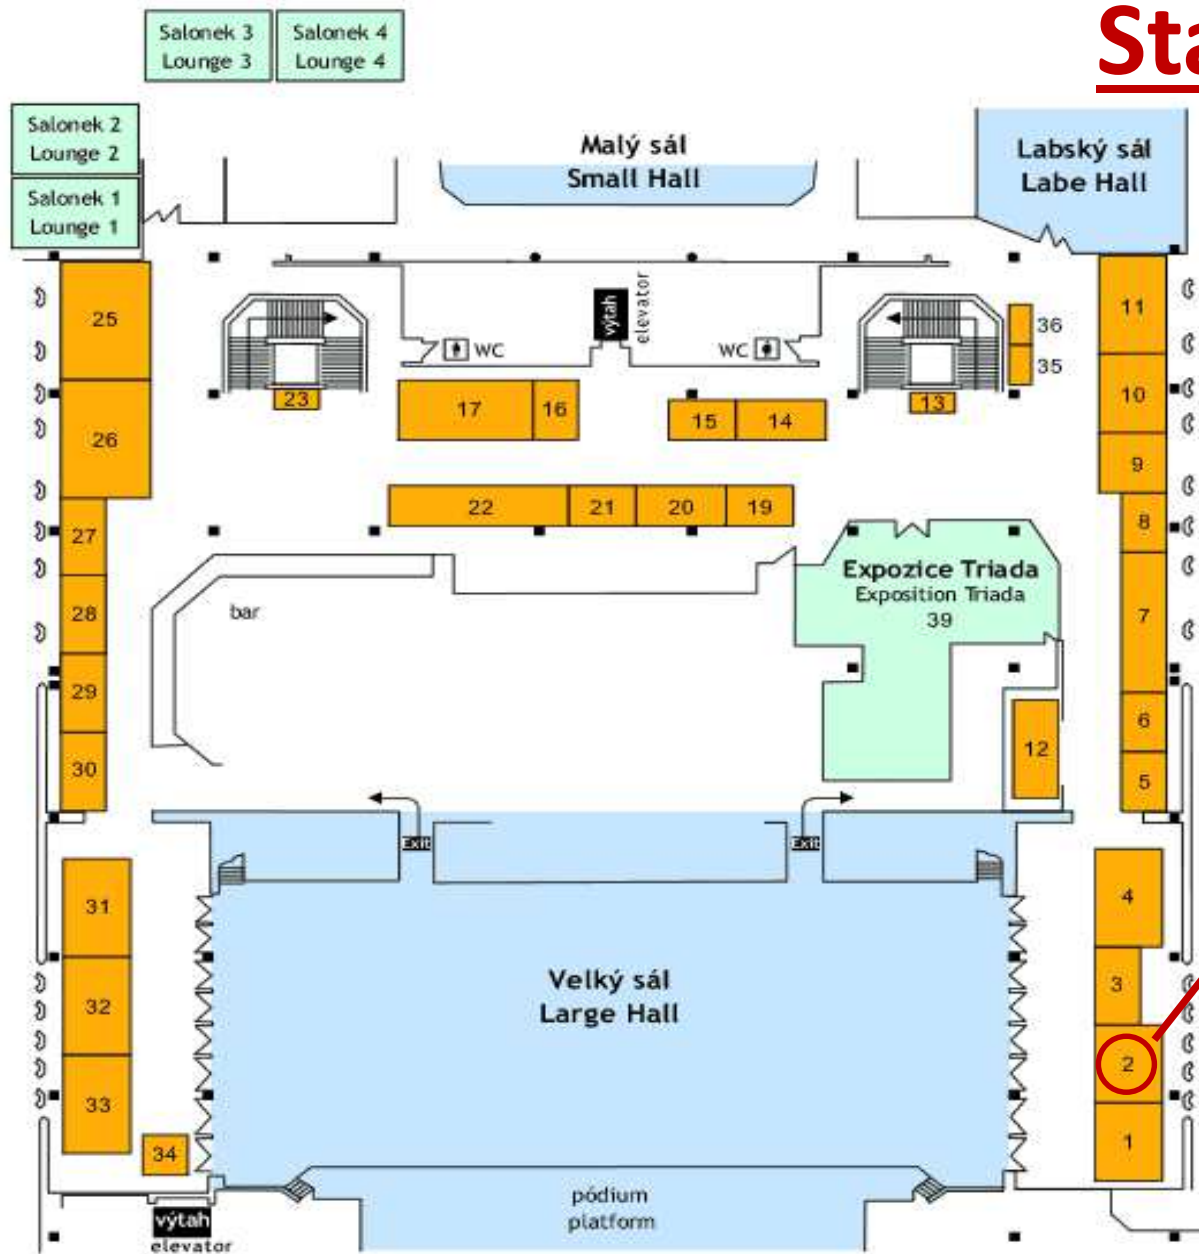 Sta
Salonek 3
Lounge 3
Salonek 4
Lounge 4
Salonek 2
Lounge 2
Salonek 1
Lounge 1
Malý sál
Small Hall
Labský sál
Labe Hall
výtah
elevator
WC
WC
25
26
27
28
29
30
23
17
16
15
14
13
36
35
11
10
9
8
7
6
5
22
21
20
19
bar
Expozice Triada
Exposition Triada
39
12
Exit
Exit
31
32
33
34
Velký sál
Large Hall
4
3
2
1
pódium
platform
výtah
elevator